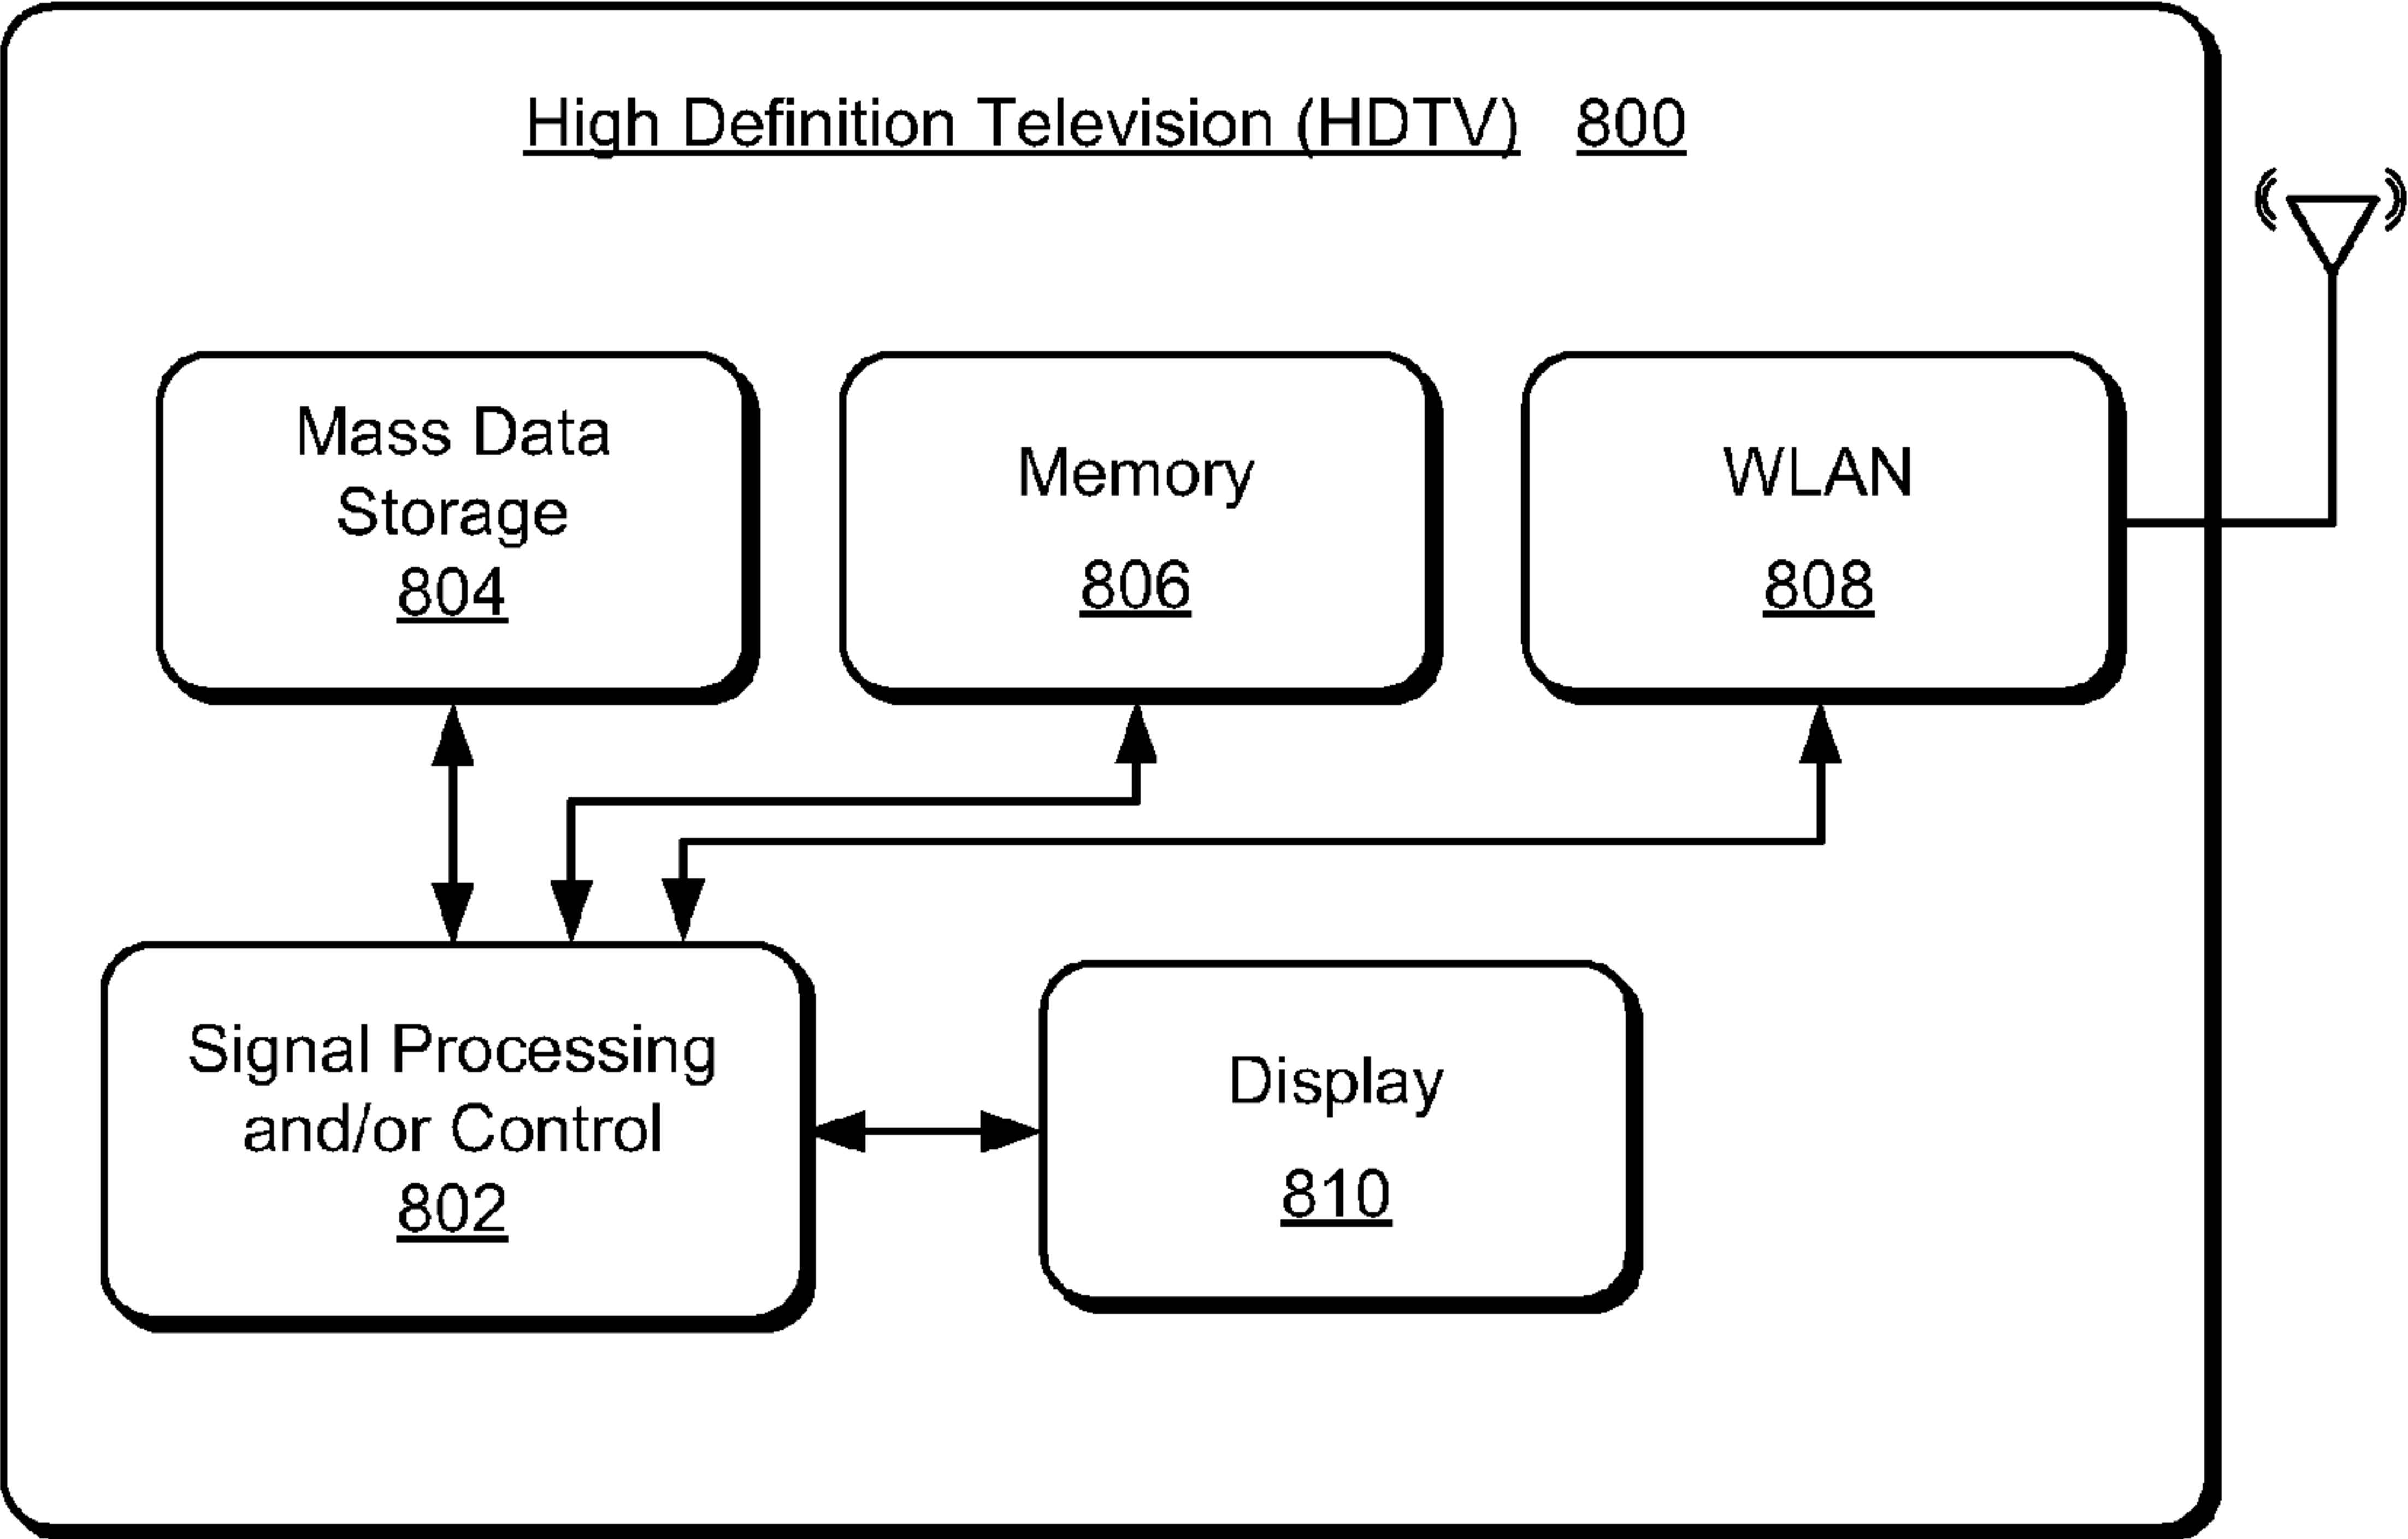 High Definition Television (HDTV) 800
Mass Data
Storage
804
Memory
806
WLAN
808
Signal Processing
and/or Control
802
Display
810